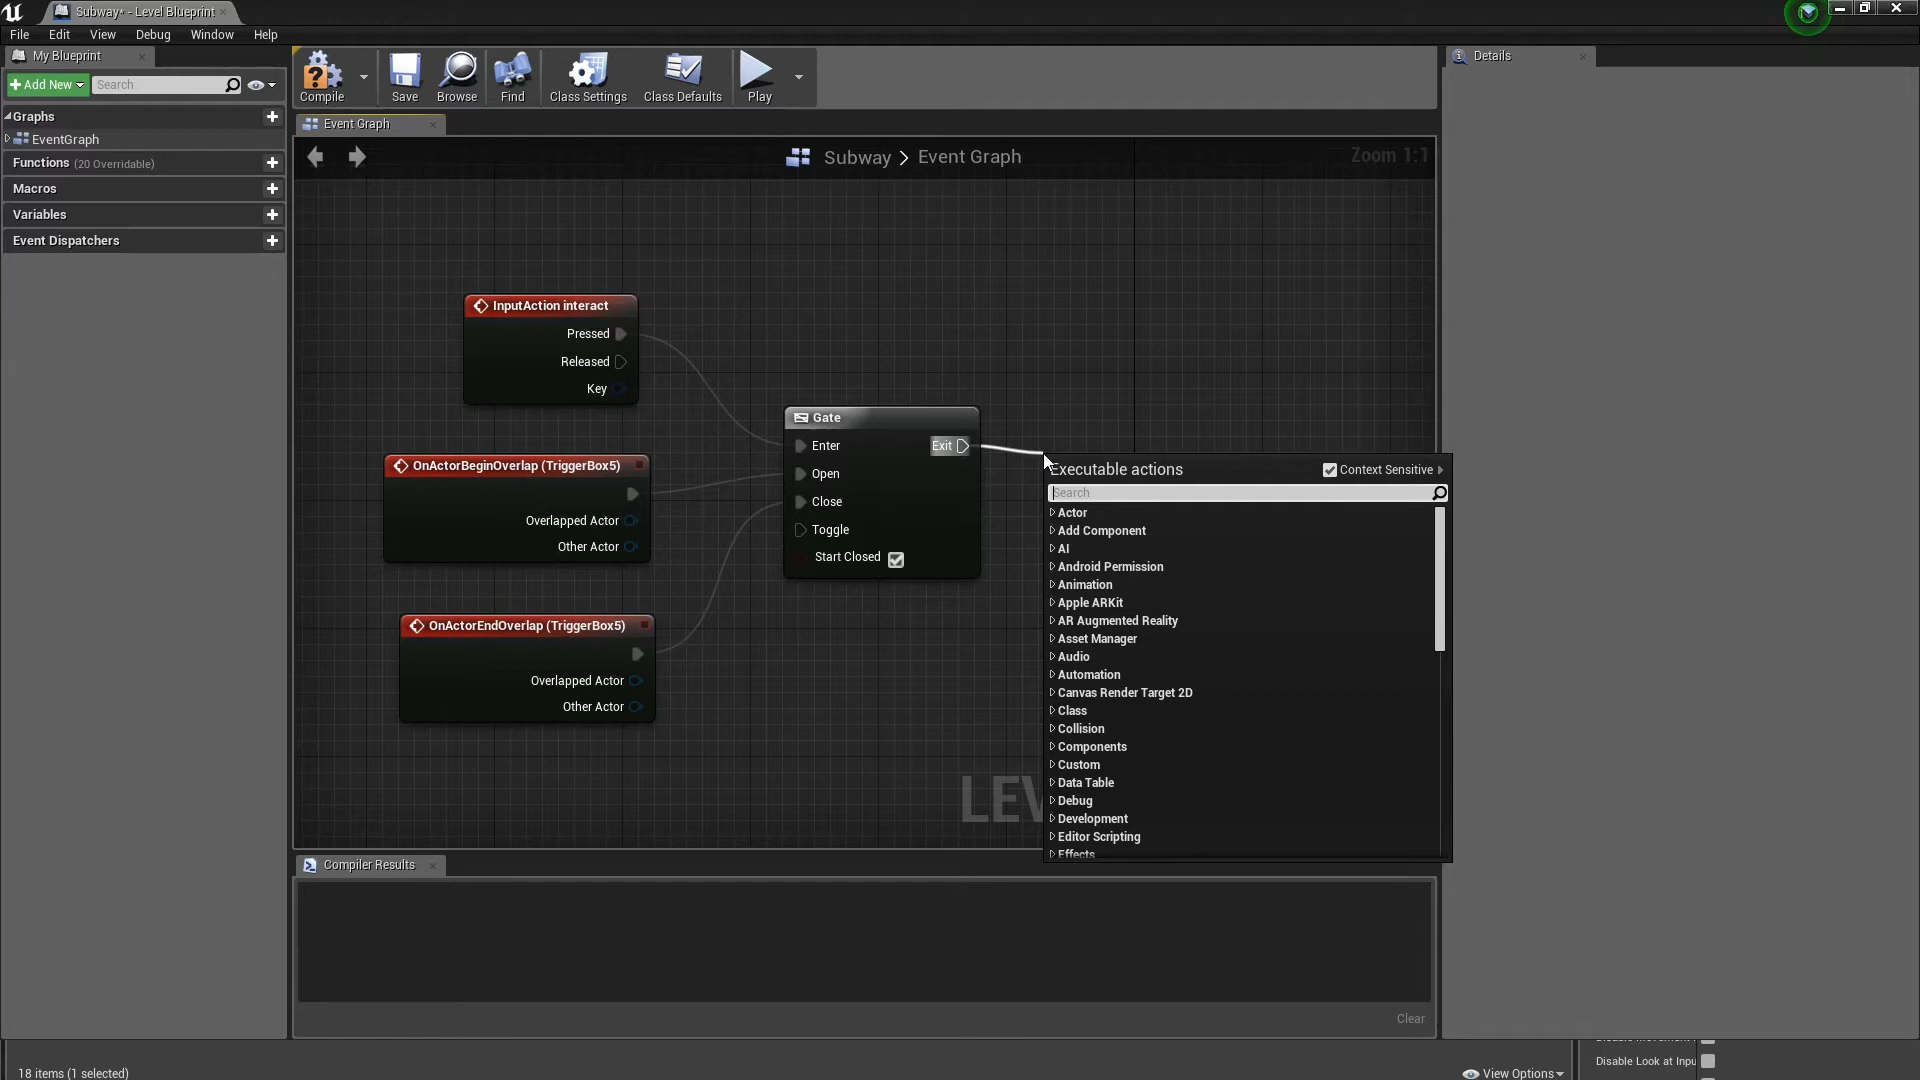 Subway* - Level Blueprint
File Edit View Debug Window Help
My Blueprint
Add New Search
Graphs
EventGraph
Functions (20 Overridable)
Macros
Variables
Event Dispatchers
Compile Save Browse Find Class Settings Class Defaults Play
Event Graph
Subway > Event Graph Zoom 1:1
InputAction interact
Pressed
Released
Key
OnActorBeginOverlap (TriggerBox5)
Overlapped Actor
Other Actor
OnActorEndOverlap (TriggerBox5)
Overlapped Actor
Other Actor
Gate
Enter Exit
Open
Close
Toggle
Start Closed
Executable actions Context Sensitive
Search
Actor
Add Component
AI
Android Permission
Animation
Apple ARKit
AR Augmented Reality
Asset Manager
Audio
Automation
Canvas Render Target 2D
Class
Collision
Components
Custom
Data Table
Debug
Development
Editor Scripting
Effects
LEV
Compiler Results
Clear
Details
Disable Look at Inpu
18 items (1 selected)
View Options